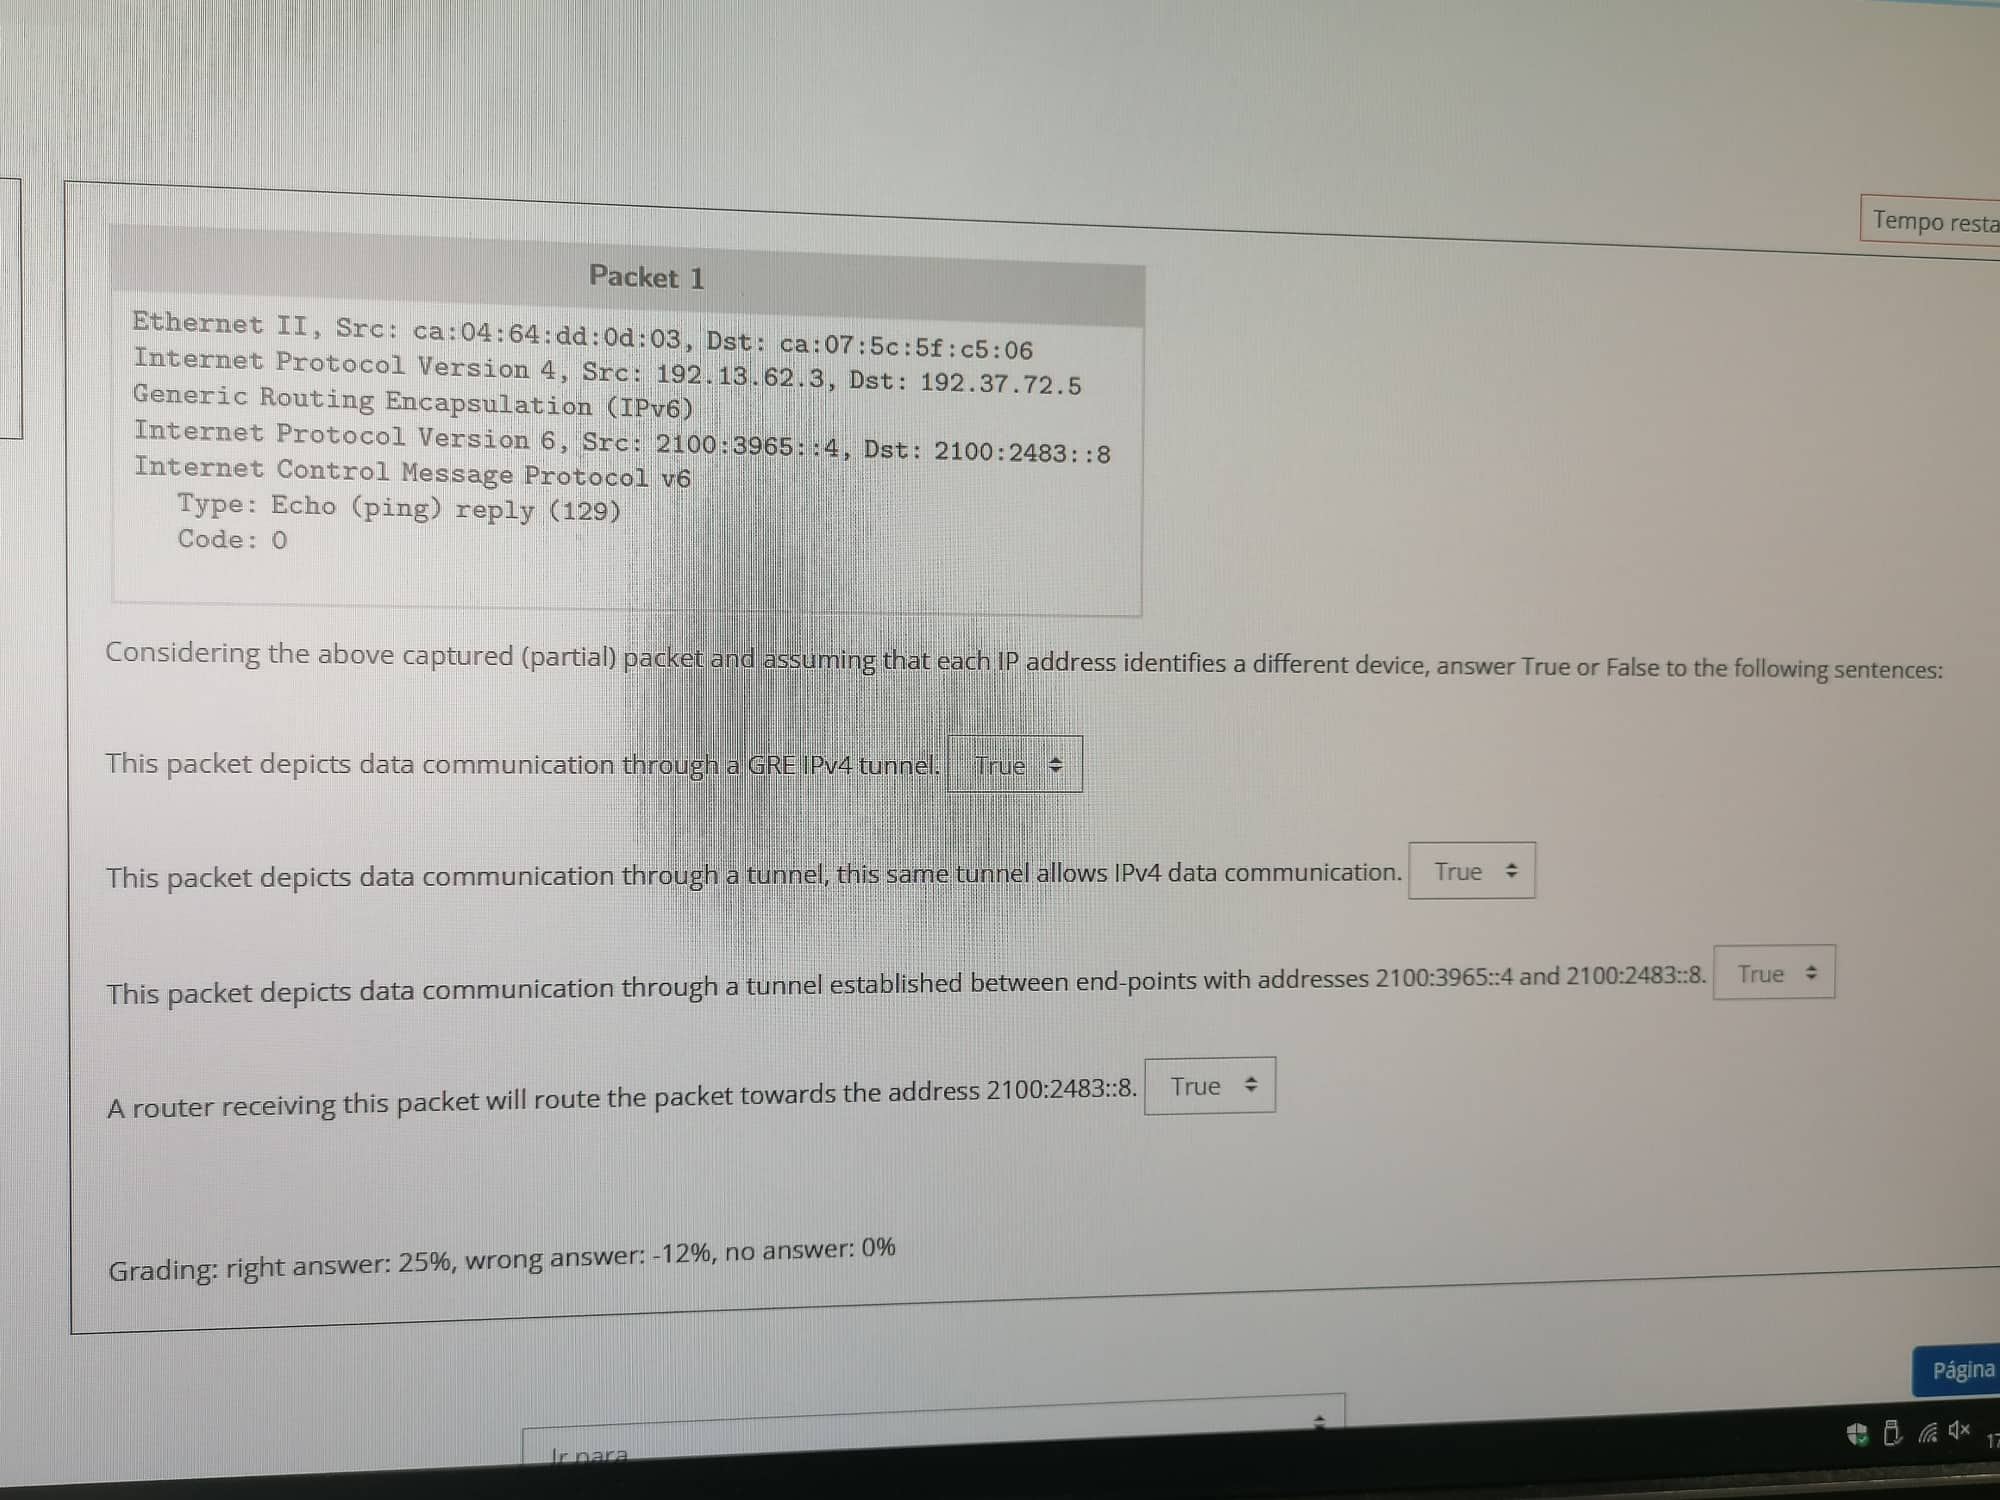 Tempo resta
Packet 1
Ethernet II, Src: ca:04:64:dd:0d:03, Dst: ca:07:5c:5f:c5:06
Internet Protocol Version 4, Src: 192.13.62.3, Dst: 192.37.72.5
Generic Routing Encapsulation (IPv6)
Internet Protocol Version 6, Src: 2100:3965::4, Dst: 2100:2483::8
Internet Control Message Protocol v6
Type: Echo (ping) reply (129)
Code: 0
Considering the above captured (partial) packet and assuming that each IP address identifies a different device, answer True or False to the following sentences:
This packet depicts data communication through a GRE IPv4 tunnel. True
This packet depicts data communication through a tunnel, this same tunnel allows IPv4 data communication. True
This packet depicts data communication through a tunnel established between end-points with addresses 2100:3965::4 and 2100:2483::8. True
A router receiving this packet will route the packet towards the address 2100:2483::8. True
Grading: right answer: 25%, wrong answer: -12%, no answer: 0%
Página
Ir para
17